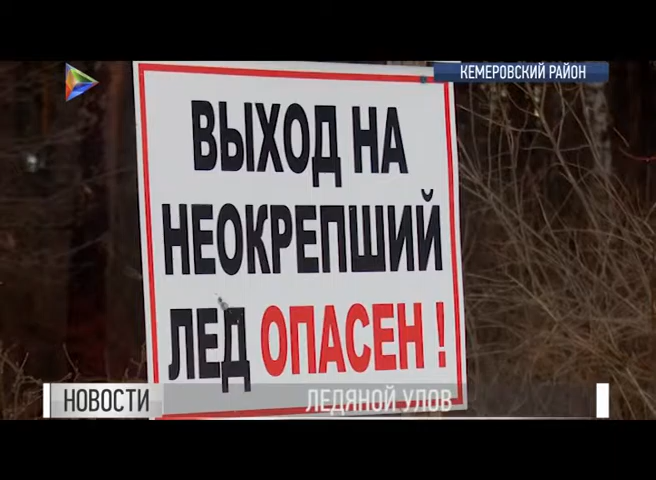 КЕМЕРОВСКИЙ РАЙОН
ВЫХОД НА
НЕОКРЕПШИЙ
ЛЕД ОПАСЕН !
НОВОСТИ
ЛЕДЯНОЙ УЛОВ